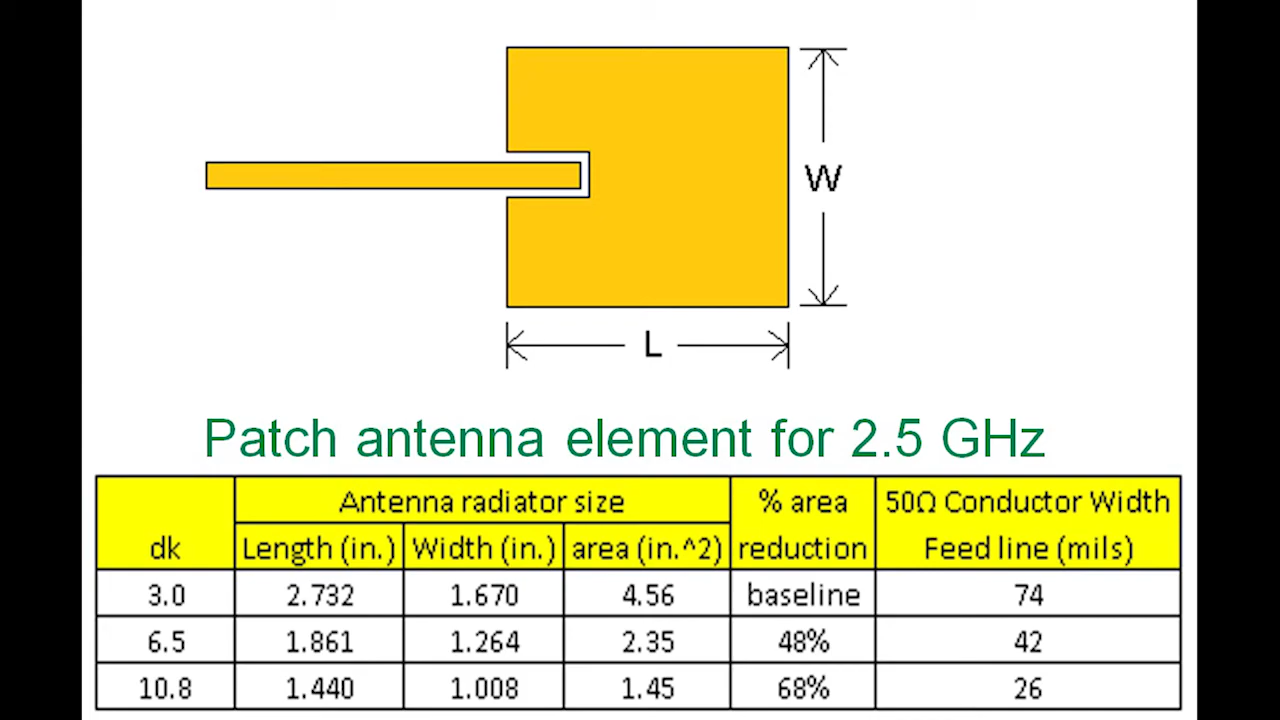 W
L
Patch antenna element for 2.5 GHz
dk Antenna radiator size % area reduction 50Ω Conductor Width Feed line (mils)
Length (in.) Width (in.) area (in.^2)
3.0 2.732 1.670 4.56 baseline 74
6.5 1.861 1.264 2.35 48% 42
10.8 1.440 1.008 1.45 68% 26